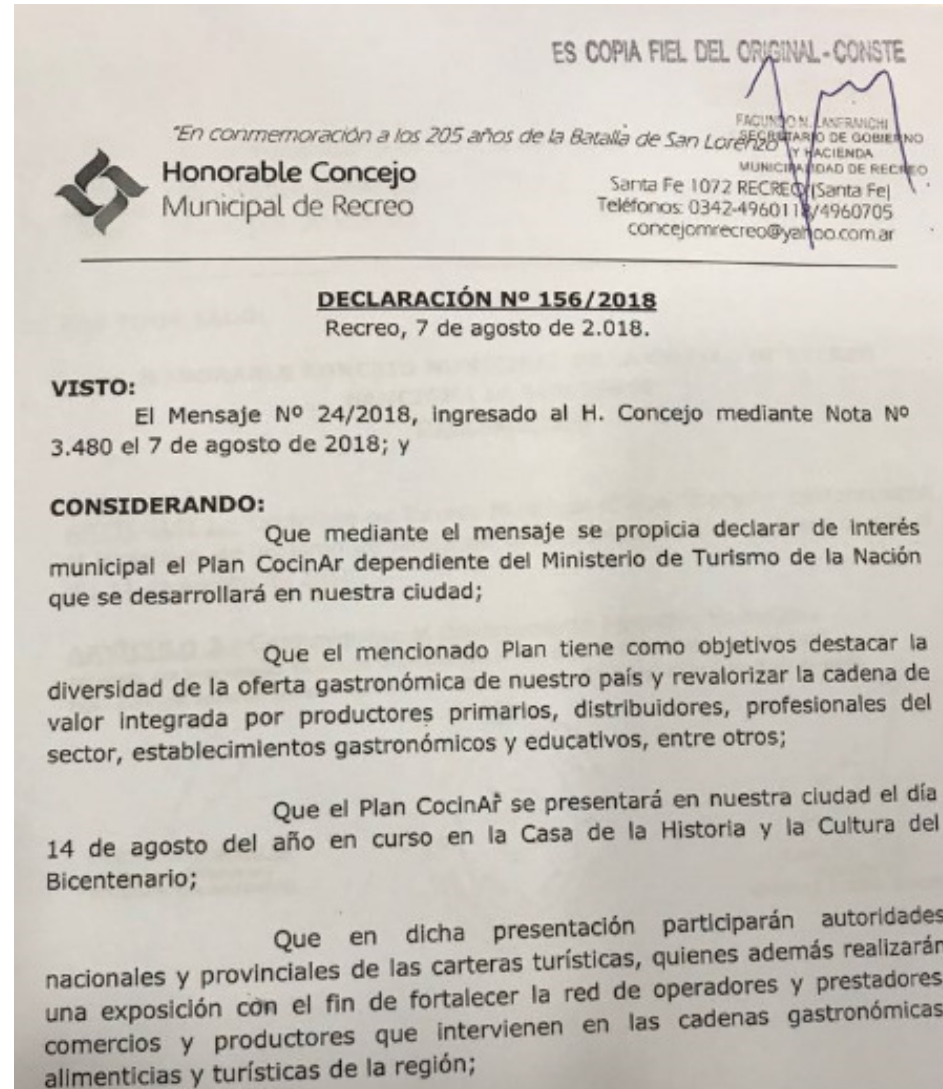 ES COPIA FIEL DEL ORIGINAL - CONSTE
FACUNDO N. LANFRANCHI
SECRETARIO DE GOBIERNO
Y HACIENDA
MUNICIPALIDAD DE RECREO
"En conmemoración a los 205 años de la Batalla de San Lorenzo
Honorable Concejo
Municipal de Recreo
Santa Fe 1072 RECREO (Santa Fe)
Teléfonos: 0342-4960118/4960705
concejomrecreo@yahoo.com.ar
DECLARACIÓN Nº 156/2018
Recreo, 7 de agosto de 2.018.
VISTO:
El Mensaje Nº 24/2018, ingresado al H. Concejo mediante Nota Nº
3.480 el 7 de agosto de 2018; y
CONSIDERANDO:
Que mediante el mensaje se propicia declarar de interés
municipal el Plan CocinAr dependiente del Ministerio de Turismo de la Nación
que se desarrollará en nuestra ciudad;
Que el mencionado Plan tiene como objetivos destacar la
diversidad de la oferta gastronómica de nuestro país y revalorizar la cadena de
valor integrada por productores primarios, distribuidores, profesionales del
sector, establecimientos gastronómicos y educativos, entre otros;
Que el Plan CocinAr se presentará en nuestra ciudad el día
14 de agosto del año en curso en la Casa de la Historia y la Cultura del
Bicentenario;
Que en dicha presentación participarán autoridades
nacionales y provinciales de las carteras turísticas, quienes además realizarán
una exposición con el fin de fortalecer la red de operadores y prestadores
comercios y productores que intervienen en las cadenas gastronómicas
alimenticias y turísticas de la región;